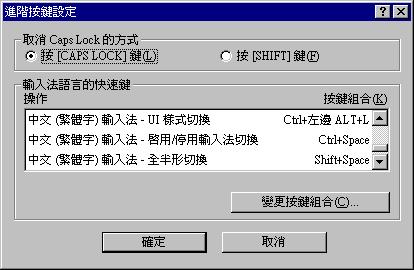 進階按鍵設定
取消 Caps Lock 的方式
按 [CAPS LOCK] 鍵(L)
按 [SHIFT] 鍵(F)
輸入法語言的快速鍵
操作 按鍵組合(K)
中文 (繁體字) 輸入法 - UI 樣式切換 Ctrl+左邊 ALT+L
中文 (繁體字) 輸入法 - 啓用/停用輸入法切換 Ctrl+Space
中文 (繁體字) 輸入法 - 全半形切換 Shift+Space
變更按鍵組合(C)...
確定 取消